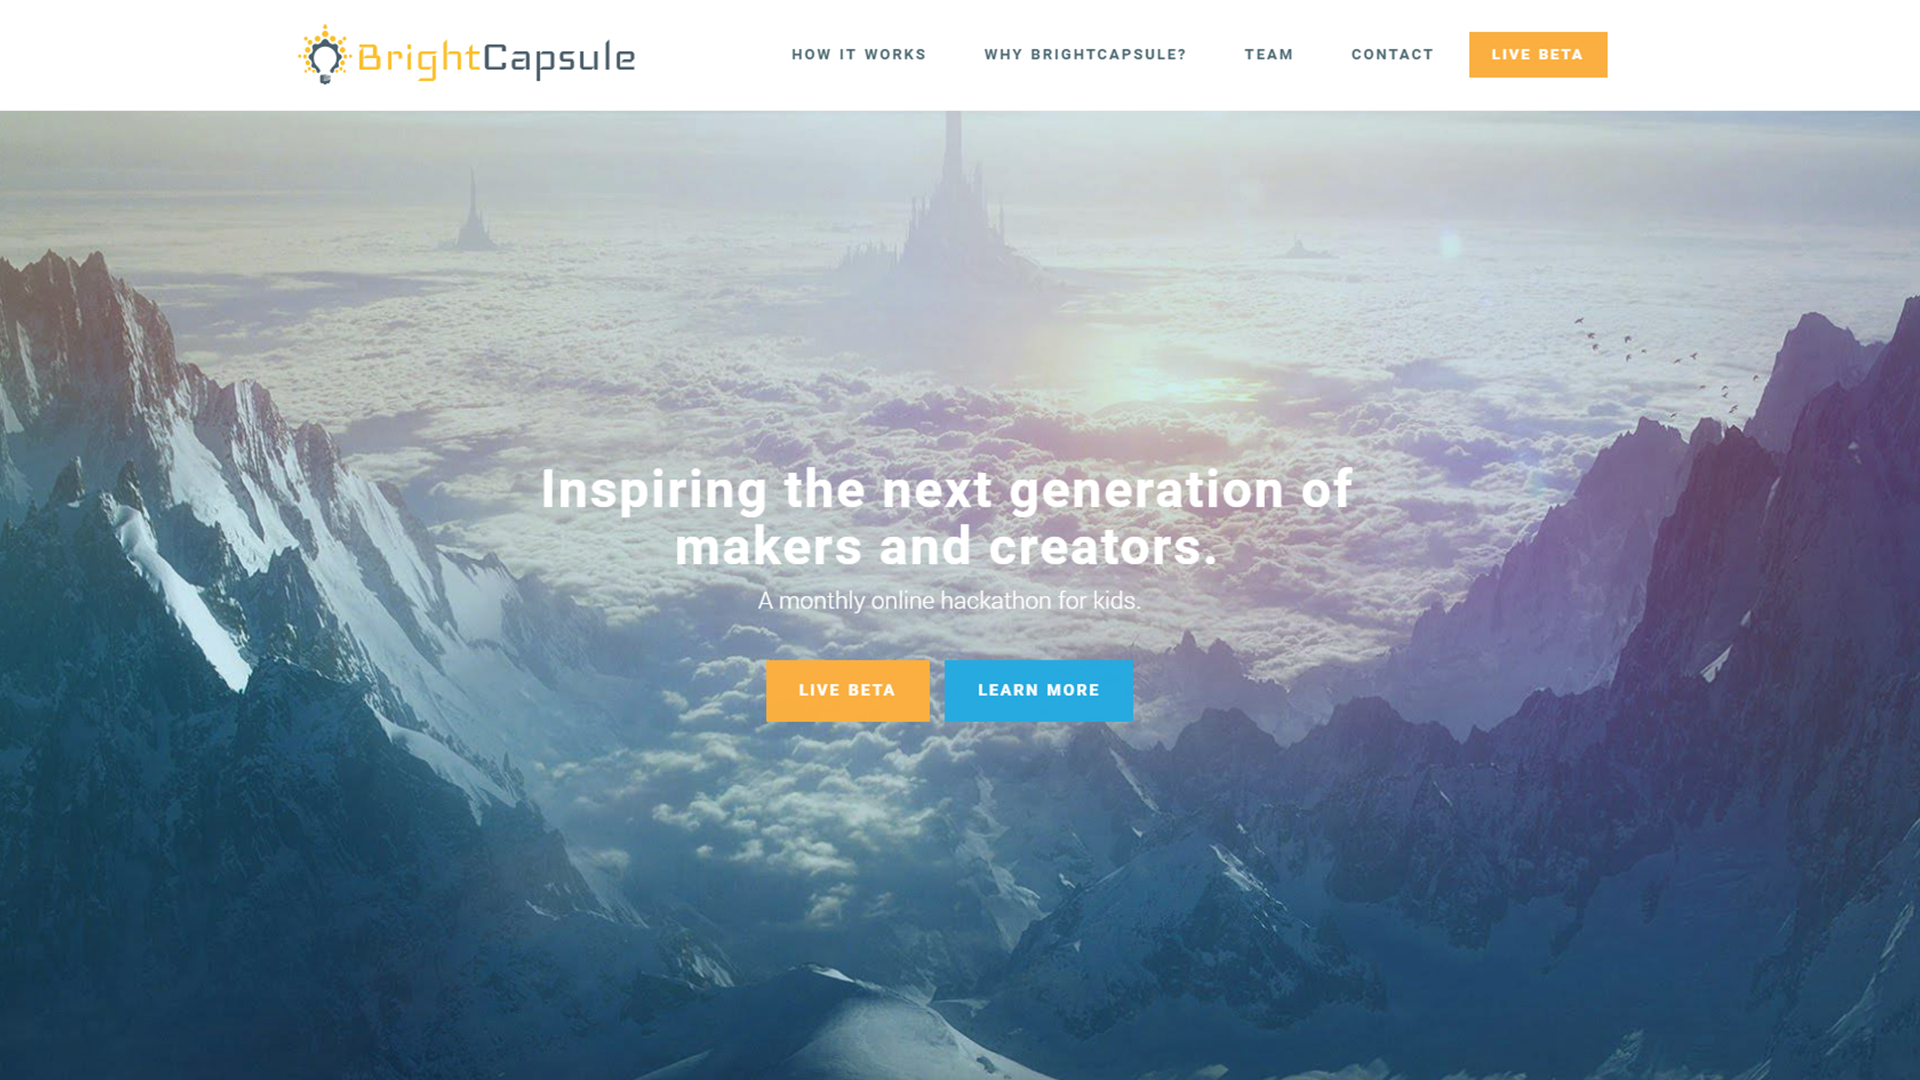 BrightCapsule
HOW IT WORKS
WHY BRIGHTCAPSULE?
TEAM
CONTACT
LIVE BETA
Inspiring the next generation of
makers and creators.
A monthly online hackathon for kids.
LIVE BETA
LEARN MORE